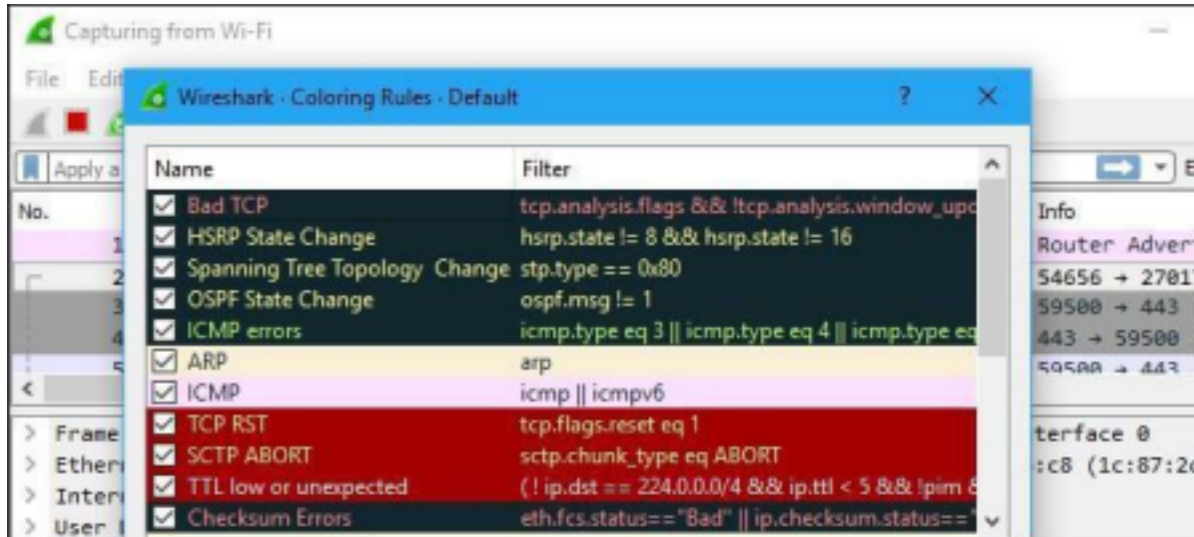 Capturing from Wi-Fi
File Edit
Wireshark · Coloring Rules · Default ? ×
Apply a
Name Filter
No. Info
Bad TCP tcp.analysis.flags && !tcp.analysis.window_upd
1 Router Adver
HSRP State Change hsrp.state != 8 && hsrp.state != 16
2 Spanning Tree Topology Change stp.type == 0x80 54656 → 2701
3 OSPF State Change ospf.msg != 1 59500 → 443
4 ICMP errors icmp.type eq 3 || icmp.type eq 4 || icmp.type eq 443 → 59500
5 ARP arp 59500 → 443
ICMP icmp || icmpv6
TCP RST tcp.flags.reset eq 1
> Frame terface 0
SCTP ABORT sctp.chunk_type eq ABORT
> Ether :c8 (1c:87:2
TTL low or unexpected ( ! ip.dst == 224.0.0.0/4 && ip.ttl < 5 && !pim &
> Inter
Checksum Errors eth.fcs.status=="Bad" || ip.checksum.status=="
> User